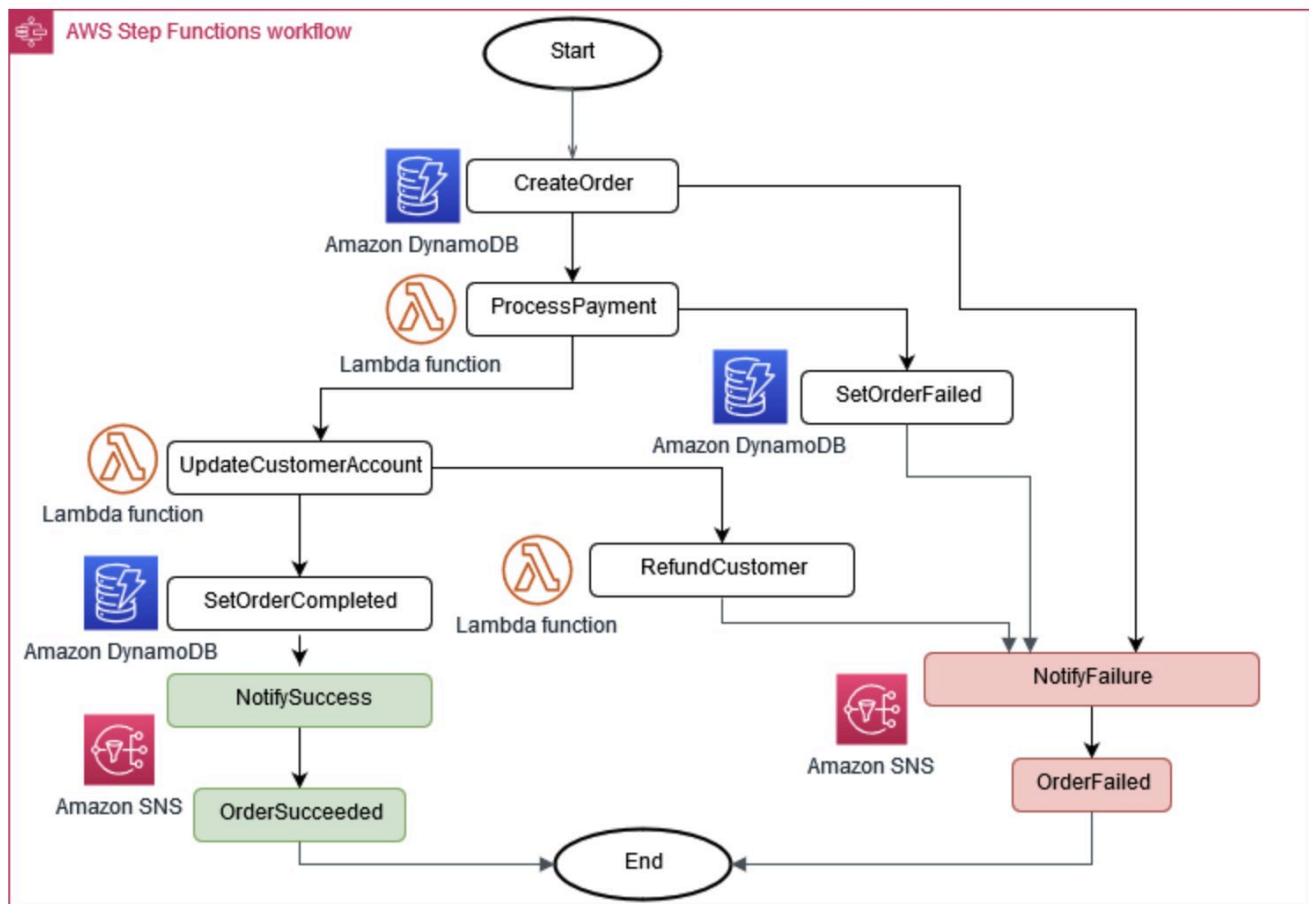 AWS Step Functions workflow
Start
CreateOrder
Amazon DynamoDB
ProcessPayment
Lambda function
SetOrderFailed
Amazon DynamoDB
UpdateCustomerAccount
Lambda function
RefundCustomer
Lambda function
SetOrderCompleted
Amazon DynamoDB
NotifySuccess
Amazon SNS
NotifyFailure
Amazon SNS
OrderFailed
OrderSucceeded
End